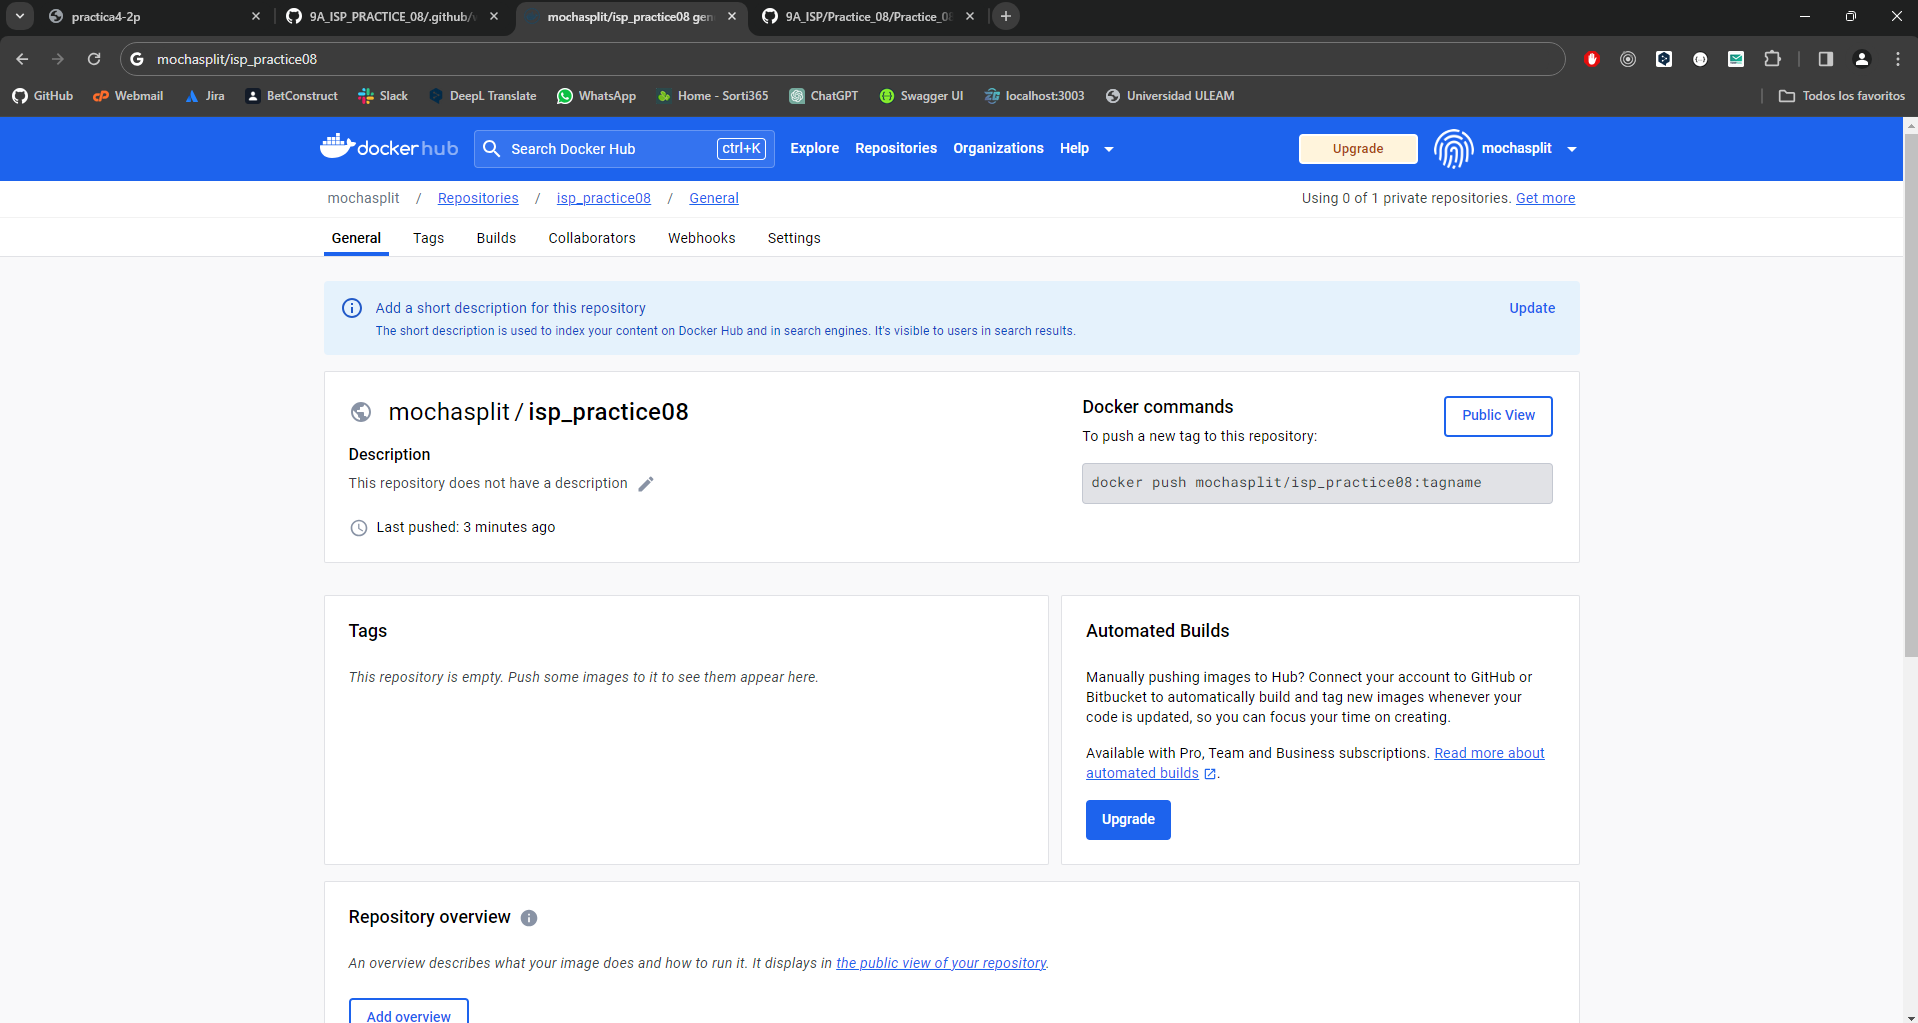 practica4-2p
9A_ISP_PRACTICE_08/.github/
mochasplit/isp_practice08 gen
9A_ISP/Practice_08/Practice_0
mochasplit/isp_practice08
GitHub Webmail Jira BetConstruct Slack DeepL Translate WhatsApp Home - Sorti365 ChatGPT Swagger UI localhost:3003 Universidad ULEAM Todos los favoritos
docker hub Search Docker Hub ctrl+K Explore Repositories Organizations Help Upgrade mochasplit
mochasplit / Repositories / isp_practice08 / General Using 0 of 1 private repositories. Get more
General Tags Builds Collaborators Webhooks Settings
Add a short description for this repository Update
The short description is used to index your content on Docker Hub and in search engines. It's visible to users in search results.
mochasplit / isp_practice08
Description
This repository does not have a description
Last pushed: 3 minutes ago
Docker commands
Public View
To push a new tag to this repository:
docker push mochasplit/isp_practice08:tagname
Tags
This repository is empty. Push some images to it to see them appear here.
Automated Builds
Manually pushing images to Hub? Connect your account to GitHub or
Bitbucket to automatically build and tag new images whenever your
code is updated, so you can focus your time on creating.
Available with Pro, Team and Business subscriptions. Read more about
automated builds .
Upgrade
Repository overview
An overview describes what your image does and how to run it. It displays in the public view of your repository.
Add overview